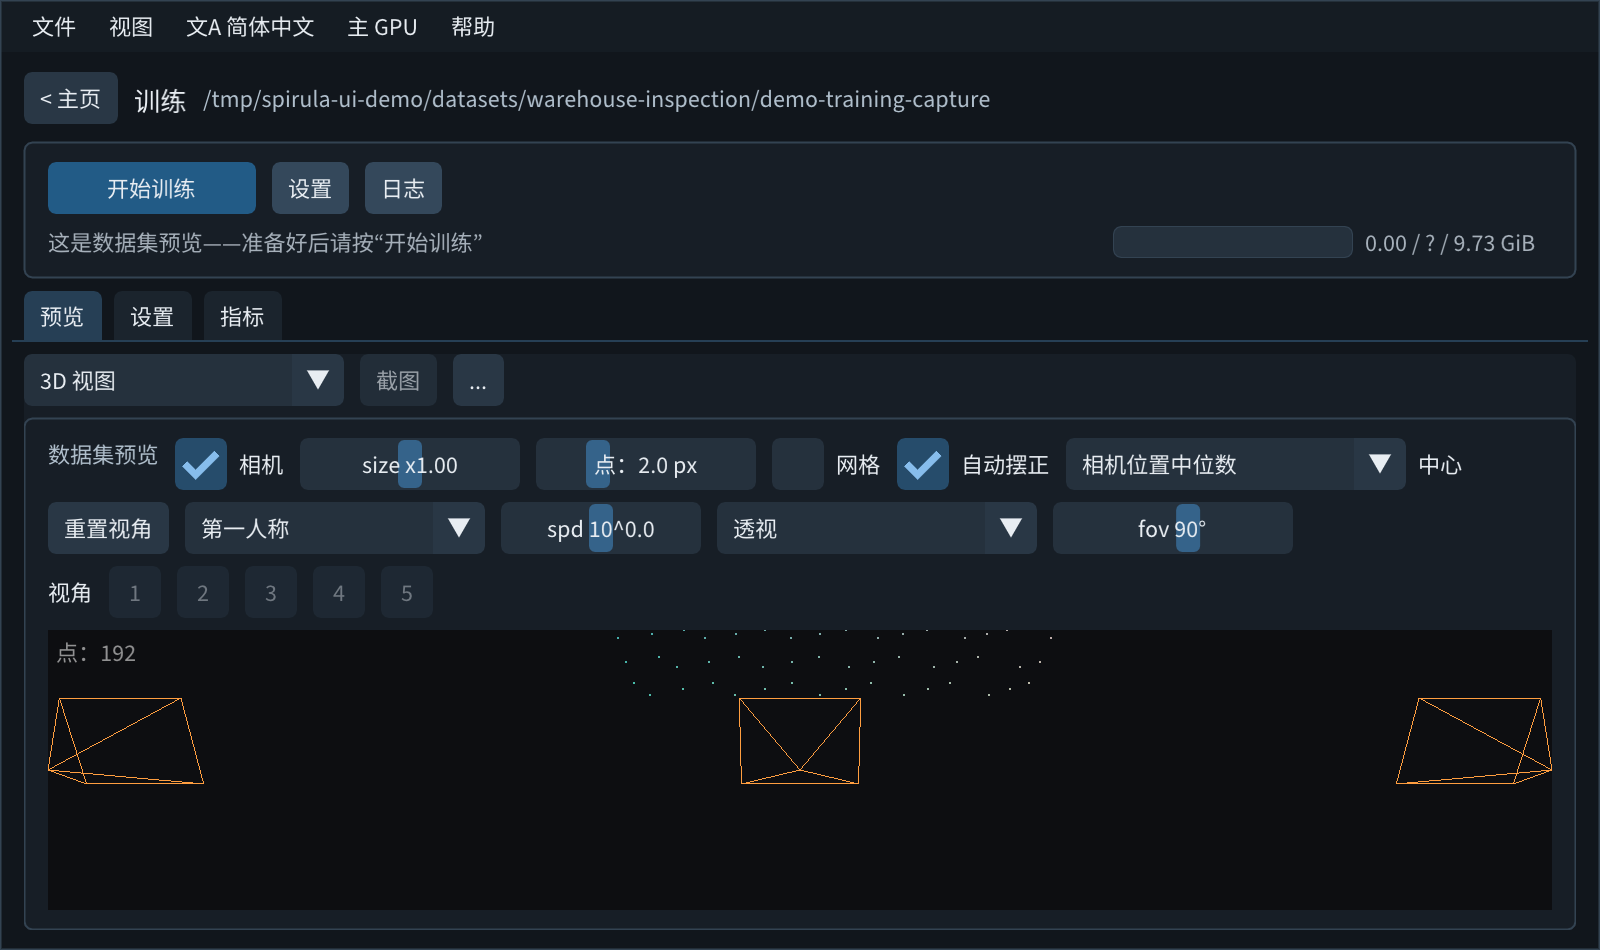 文件 视图 文A 简体中文 主 GPU 帮助
< 主页 训练 /tmp/spirula-ui-demo/datasets/warehouse-inspection/demo-training-capture
开始训练 设置 日志
这是数据集预览——准备好后请按“开始训练” 0.00 / ? / 9.73 GiB
预览 设置 指标
3D 视图 截图 ...
数据集预览 相机 size x1.00 点：2.0 px 网格 自动摆正 相机位置中位数 中心
重置视角 第一人称 spd 10^0.0 透视 fov 90°
视角 1 2 3 4 5
点：192